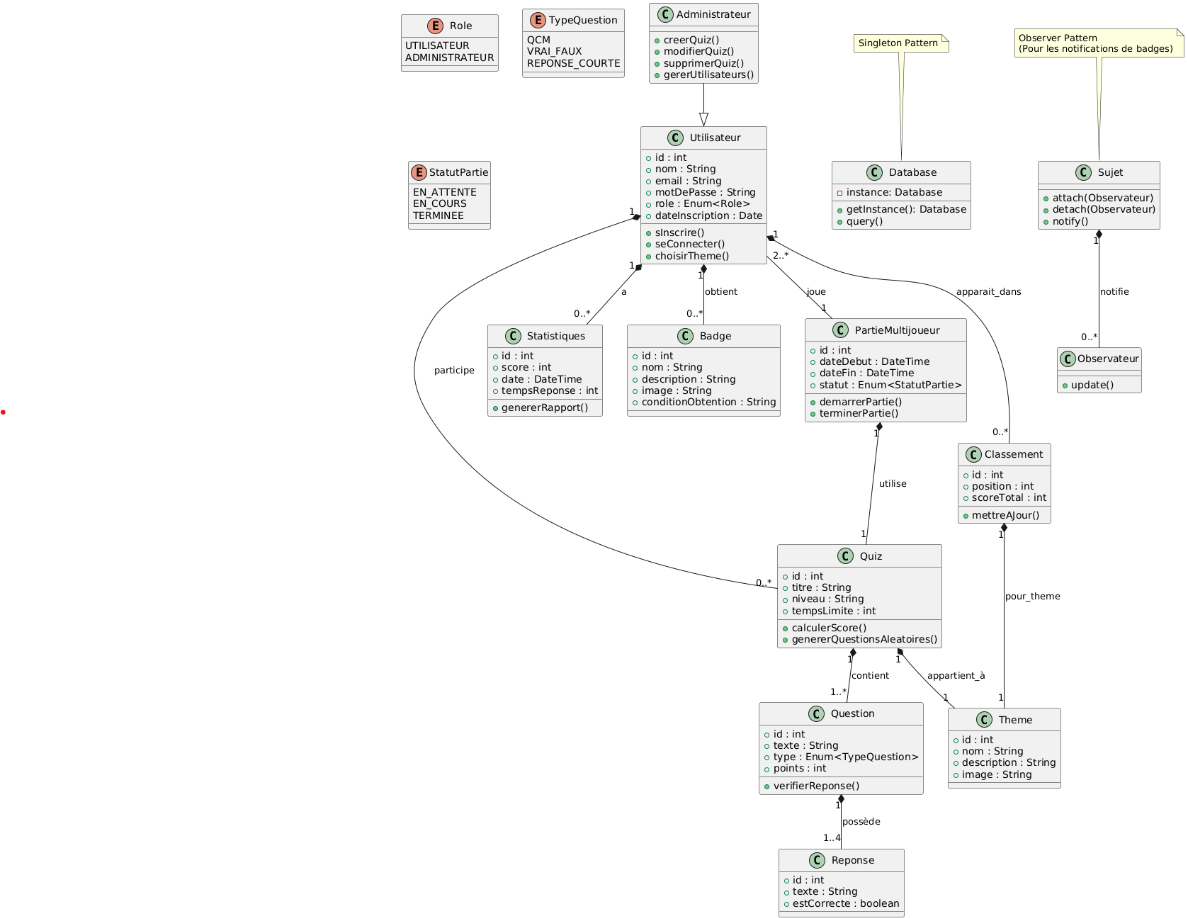 E Role
UTILISATEUR
ADMINISTRATEUR
E TypeQuestion
QCM
VRAI_FAUX
REPONSE_COURTE
C Administrateur
creerQuiz()
modifierQuiz()
supprimerQuiz()
gererUtilisateurs()
Singleton Pattern
Observer Pattern
(Pour les notifications de badges)
E StatutPartie
EN_ATTENTE
EN_COURS
TERMINEE
C Utilisateur
id : int
nom : String
email : String
motDePasse : String
role : Enum<Role>
dateInscription : Date
sInscrire()
seConnecter()
choisirTheme()
C Database
instance: Database
getInstance(): Database
query()
C Sujet
attach(Observateur)
detach(Observateur)
notify()
1
1
1
1
2..*
1
a
obtient
joue
apparait_dans
notifie
0..*
0..*
1
0..*
C Statistiques
id : int
score : int
date : DateTime
tempsReponse : int
genererRapport()
C Badge
id : int
nom : String
description : String
image : String
conditionObtention : String
C PartieMultijoueur
id : int
dateDebut : DateTime
dateFin : DateTime
statut : Enum<StatutPartie>
demarrerPartie()
terminerPartie()
C Observateur
update()
participe
1
0..*
C Classement
id : int
position : int
scoreTotal : int
mettreAJour()
utilise
1
1
0..*
C Quiz
id : int
titre : String
niveau : String
tempsLimite : int
calculerScore()
genererQuestionsAleatoires()
pour_theme
1
1
contient
appartient_à
1..*
1
1
C Question
id : int
texte : String
type : Enum<TypeQuestion>
points : int
verifierReponse()
C Theme
id : int
nom : String
description : String
image : String
1
possède
1..4
C Reponse
id : int
texte : String
estCorrecte : boolean